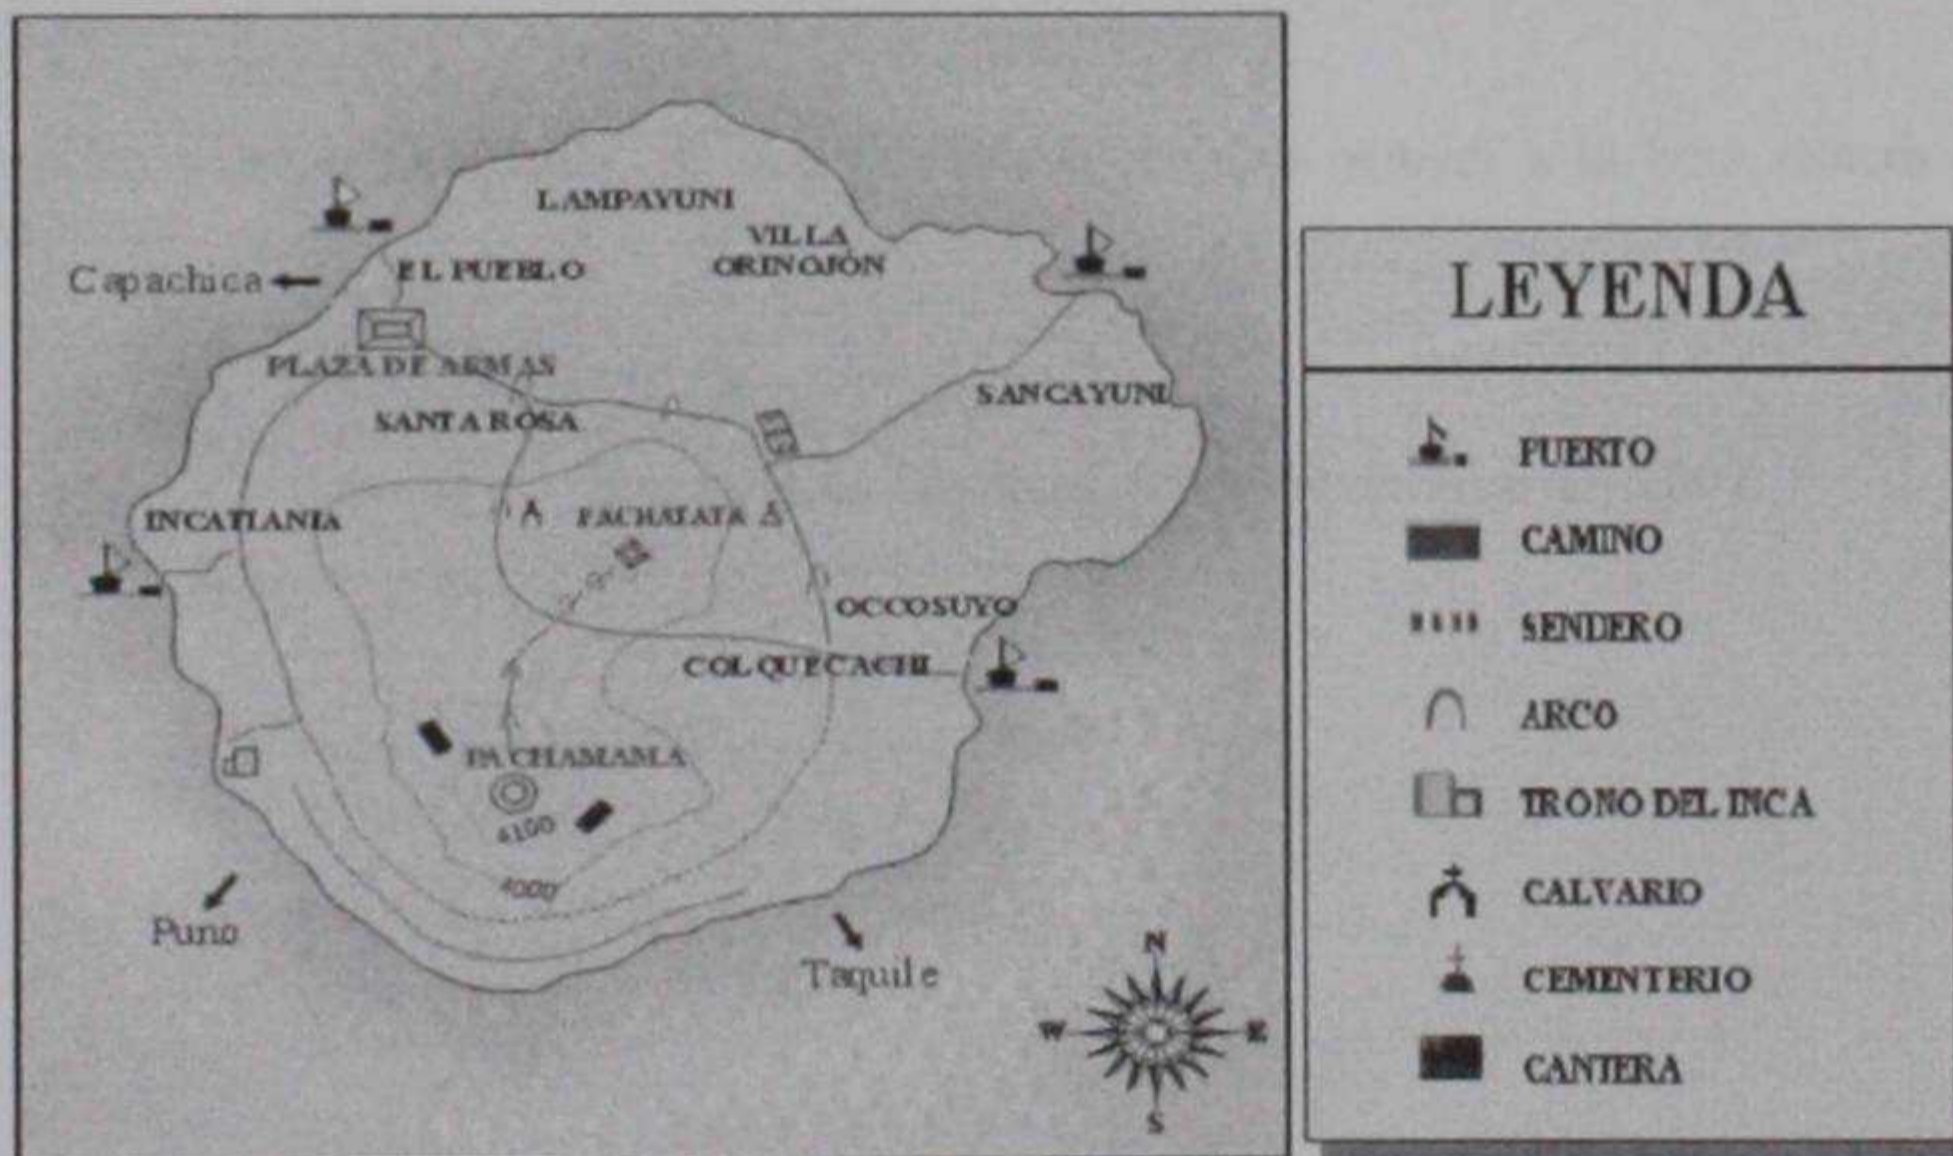 LAMPAYUNI
VILLA
ORINOJÓN
EL PUEBLO
Capachica
PLAZA DE ARMAS
SANTA ROSA
SANCAYUNI
INCATIANIA
PACHATATA
OCCOSUYO
COLQUECACHI
PACHAMAMA
4100
4000
Puno
Taquile
N
W
E
S
LEYENDA
PUERTO
CAMINO
SENDERO
ARCO
TRONO DEL INCA
CALVARIO
CEMENTERIO
CANTERA